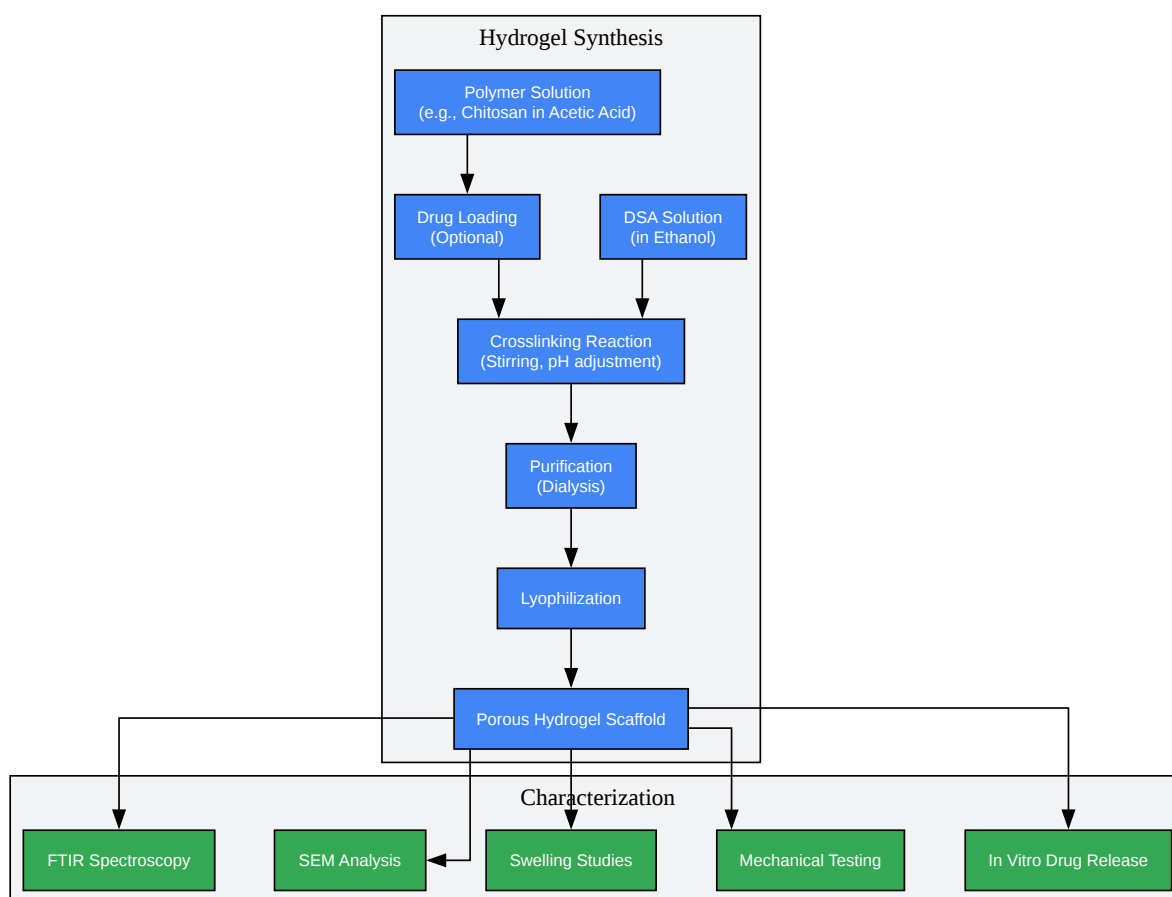 Hydrogel Synthesis
Polymer Solution
(e.g., Chitosan in Acetic Acid)
Drug Loading
(Optional)
DSA Solution
(in Ethanol)
Crosslinking Reaction
(Stirring, pH adjustment)
Purification
(Dialysis)
Lyophilization
Porous Hydrogel Scaffold
Characterization
FTIR Spectroscopy
SEM Analysis
Swelling Studies
Mechanical Testing
In Vitro Drug Release